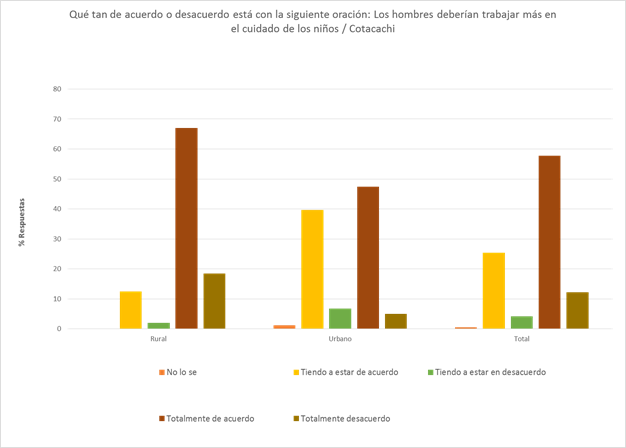 Qué tan de acuerdo o desacuerdo está con la siguiente oración: Los hombres deberían trabajar más en
el cuidado de los niños / Cotacachi
80
70
60
50
40
30
20
10
0
% Respuestas
Rural
Urbano
Total
No lo se
Tiendo a estar de acuerdo
Tiendo a estar en desacuerdo
Totalmente de acuerdo
Totalmente desacuerdo